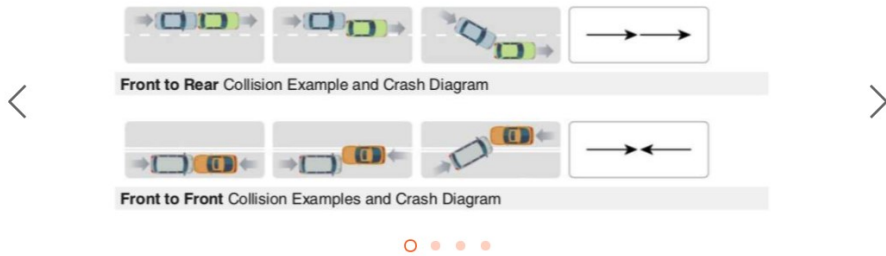 Front to Rear Collision Example and Crash Diagram
Front to Front Collision Examples and Crash Diagram